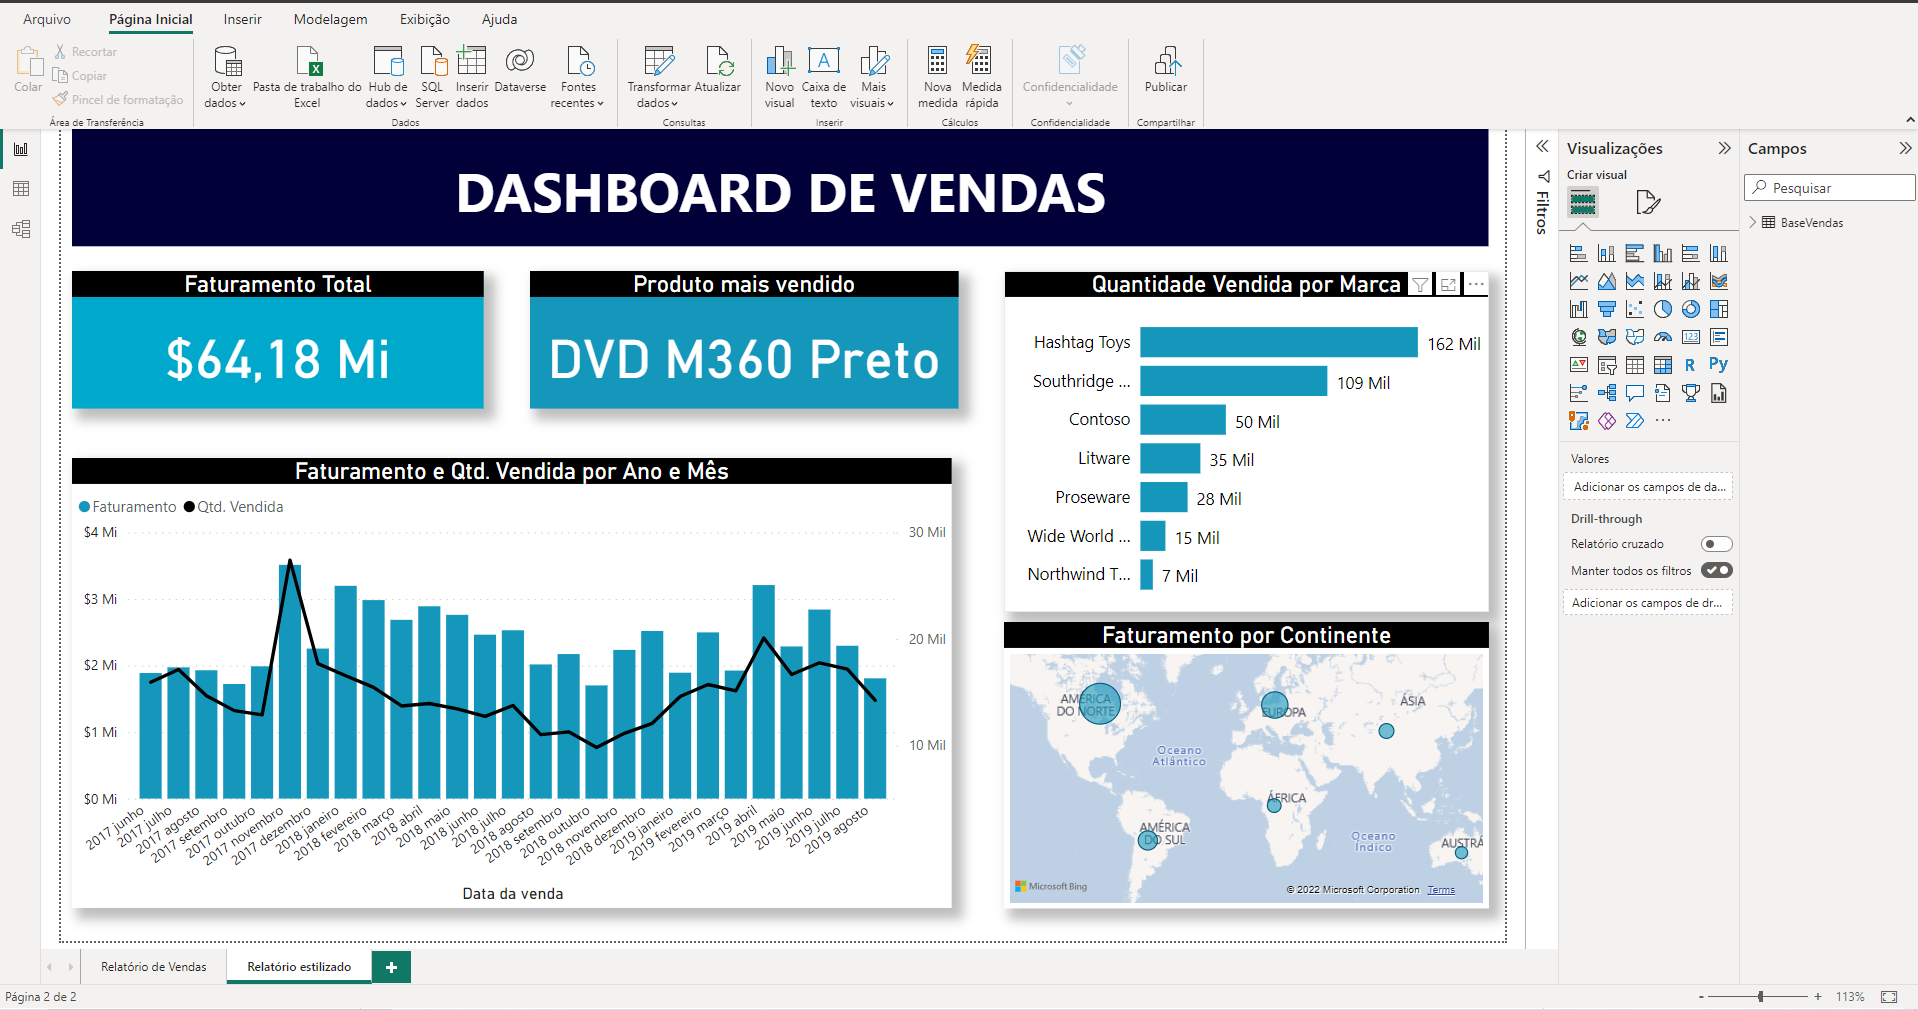 Arquivo
Página Inicial
Inserir
Modelagem
Exibição
Ajuda
Colar
Recortar
Copiar
Pincel de formatação
Área de Transferência
Obter dados
Pasta de trabalho do Excel
Hub de dados
SQL Server
Inserir dados
Dataverse
Fontes recentes
Dados
Transformar dados
Atualizar
Consultas
Novo visual
Caixa de texto
Mais visuais
Inserir
Nova medida
Medida rápida
Cálculos
Confidencialidade
Confidencialidade
Publicar
Compartilhar
DASHBOARD DE VENDAS
Faturamento Total
$64,18 Mi
Produto mais vendido
DVD M360 Preto
Quantidade Vendida por Marca
Hashtag Toys 162 Mil
Southridge ... 109 Mil
Contoso 50 Mil
Litware 35 Mil
Proseware 28 Mil
Wide World ... 15 Mil
Northwind T... 7 Mil
Faturamento e Qtd. Vendida por Ano e Mês
Faturamento Qtd. Vendida
$4 Mi
$3 Mi
$2 Mi
$1 Mi
$0 Mi
30 Mil
20 Mil
10 Mil
2017 junho
2017 julho
2017 agosto
2017 setembro
2017 outubro
2017 novembro
2017 dezembro
2018 janeiro
2018 fevereiro
2018 março
2018 abril
2018 maio
2018 junho
2018 julho
2018 agosto
2018 setembro
2018 outubro
2018 novembro
2018 dezembro
2019 janeiro
2019 fevereiro
2019 março
2019 abril
2019 maio
2019 junho
2019 julho
2019 agosto
Data da venda
Faturamento por Continente
AMÉRICA DO NORTE
EUROPA
ÁSIA
Oceano Atlântico
ÁFRICA
AMÉRICA DO SUL
Oceano Índico
AUSTRÁ
Microsoft Bing
© 2022 Microsoft Corporation Terms
Filtros
Visualizações
Criar visual
123
R
Py
Valores
Adicionar os campos de da...
Drill-through
Relatório cruzado
Manter todos os filtros
Adicionar os campos de dr...
Campos
Pesquisar
BaseVendas
Relatório de Vendas
Relatório estilizado
Página 2 de 2
- + 113%